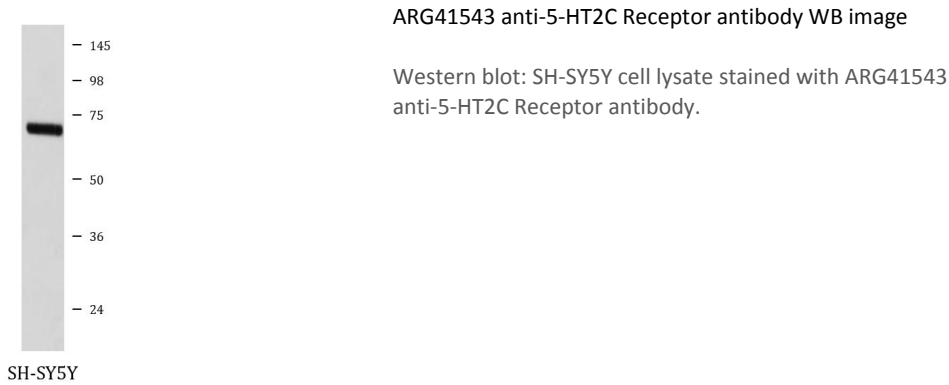 ARG41543 anti-5-HT2C Receptor antibody WB image
Western blot: SH-SY5Y cell lysate stained with ARG41543
anti-5-HT2C Receptor antibody.
– 145
– 98
– 75
– 50
– 36
– 24
SH-SY5Y